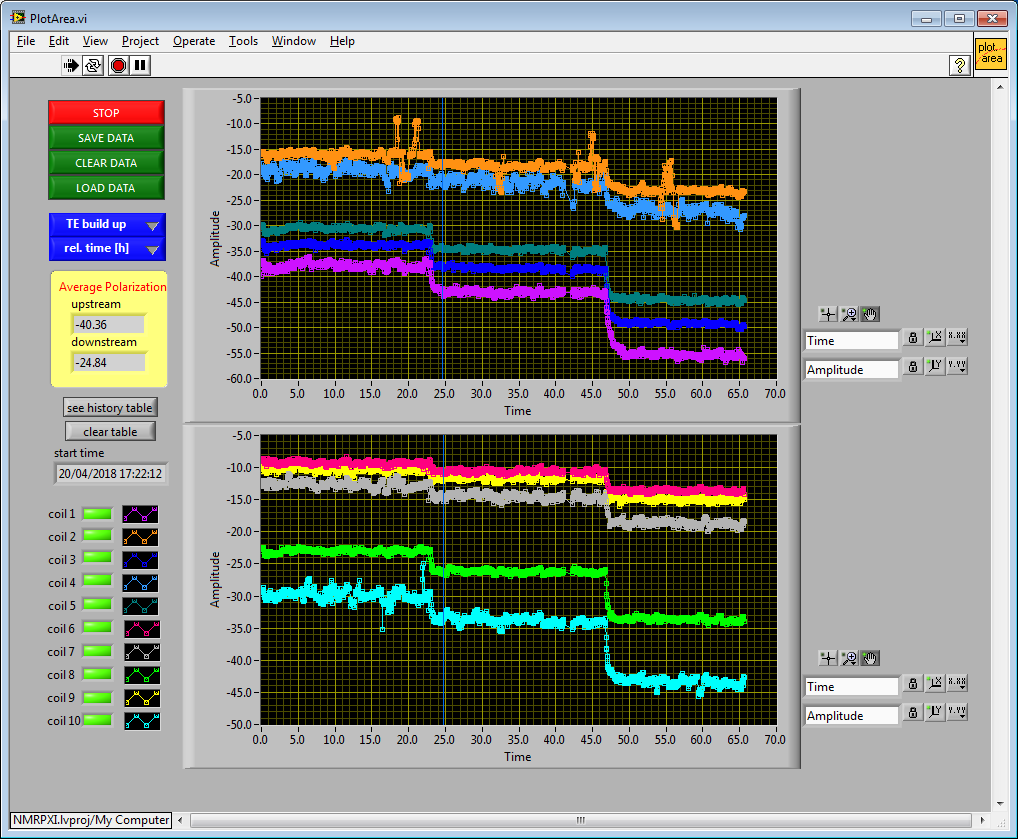 PlotArea.vi
File Edit View Project Operate Tools Window Help
plot.
area
?
STOP
SAVE DATA
CLEAR DATA
LOAD DATA
TE build up
rel. time [h]
Average Polarization
upstream
-40.36
downstream
-24.84
see history table
clear table
start time
20/04/2018 17:22:12
coil 1
coil 2
coil 3
coil 4
coil 5
coil 6
coil 7
coil 8
coil 9
coil 10
Amplitude
-5.0
-10.0
-15.0
-20.0
-25.0
-30.0
-35.0
-40.0
-45.0
-50.0
-55.0
-60.0
0.0 5.0 10.0 15.0 20.0 25.0 30.0 35.0 40.0 45.0 50.0 55.0 60.0 65.0 70.0
Time
Time
Amplitude
Amplitude
-5.0
-10.0
-15.0
-20.0
-25.0
-30.0
-35.0
-40.0
-45.0
-50.0
0.0 5.0 10.0 15.0 20.0 25.0 30.0 35.0 40.0 45.0 50.0 55.0 60.0 65.0 70.0
Time
Time
Amplitude
NMRPXI.lvproj/My Computer